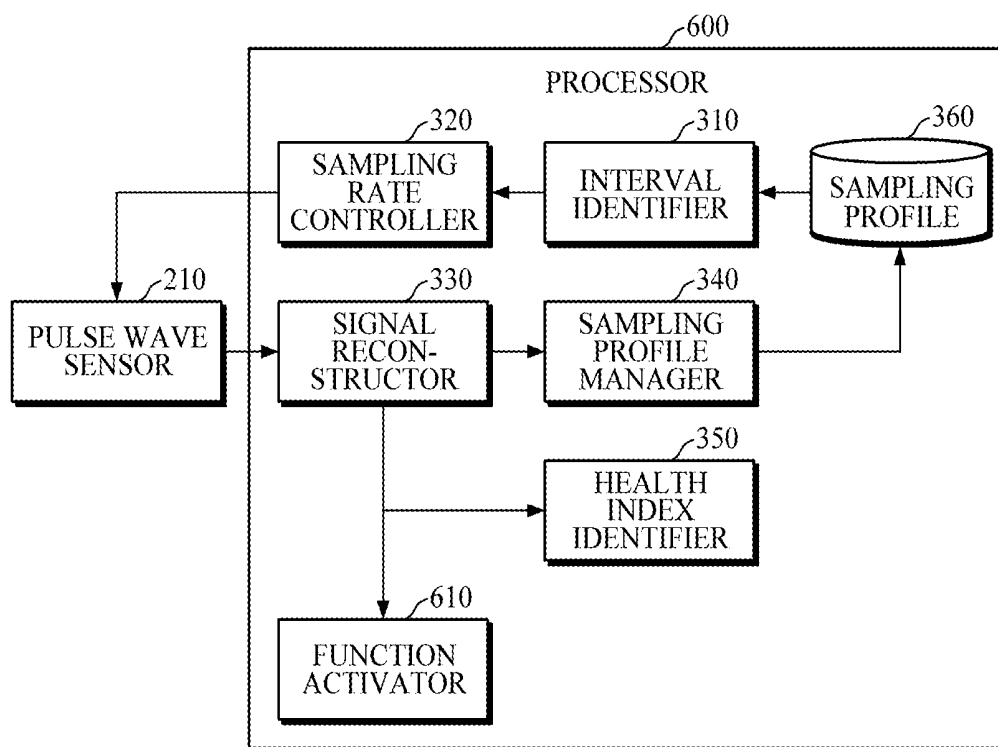 600
PROCESSOR
320
310
360
SAMPLING
RATE
CONTROLLER
INTERVAL
IDENTIFIER
SAMPLING
PROFILE
210
330
340
PULSE WAVE
SENSOR
SIGNAL
RECON-
STRUCTOR
SAMPLING
PROFILE
MANAGER
350
HEALTH
INDEX
IDENTIFIER
610
FUNCTION
ACTIVATOR